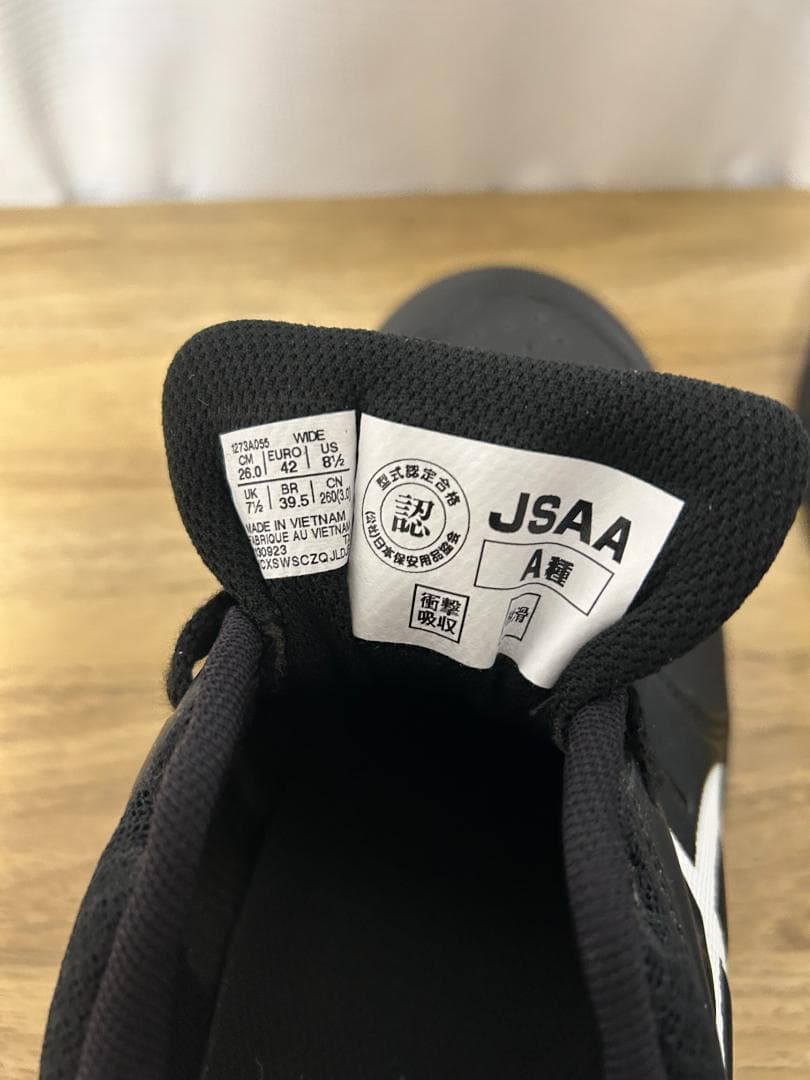 1273A055 WIDE
CM EURO US
26.0 42 8½
UK BR CN
7½ 39.5 260(3.0)
MADE IN VIETNAM
FABRIQUE AU VIETNAM
CXSWSCZQJLD
型式認定合格
認
(公社)日本保安用品協会
JSAA
A種
衝撃
吸収
滑